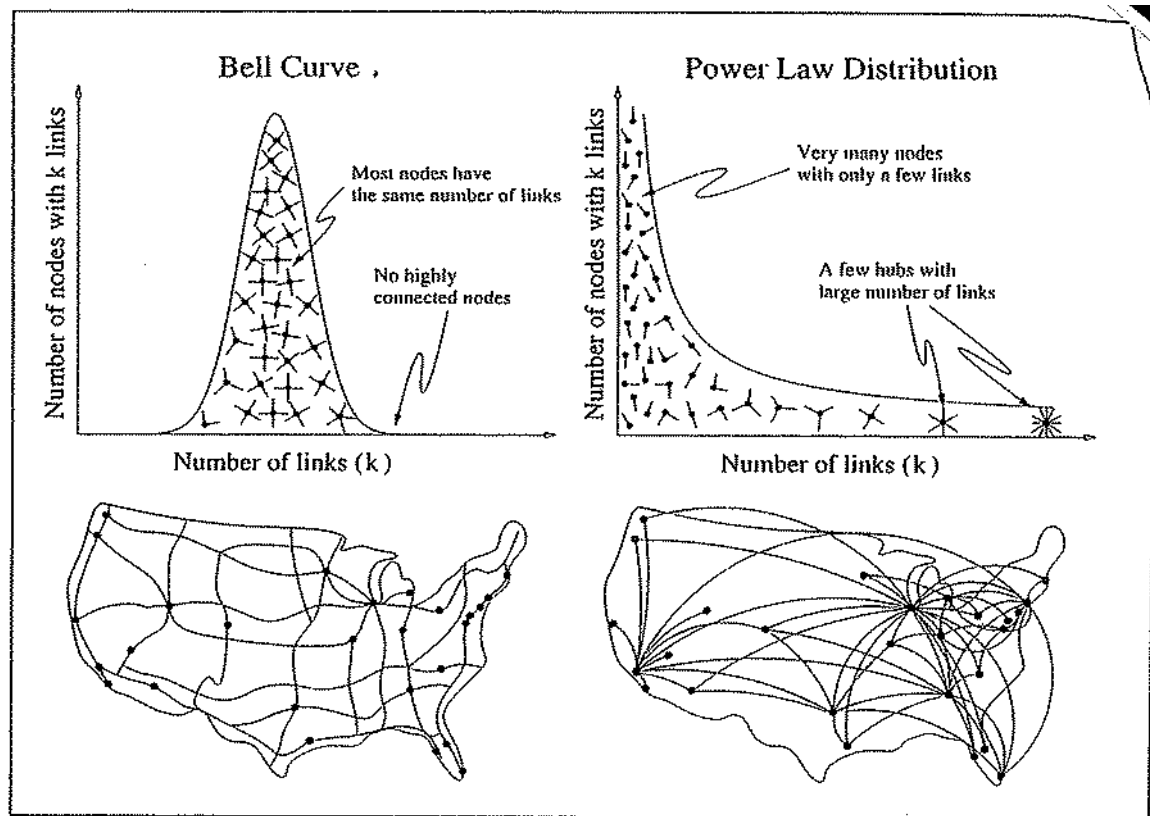 Bell Curve
Number of nodes with k links
Most nodes have
the same number of links
No highly
connected nodes
Number of links (k)
Power Law Distribution
Number of nodes with k links
Very many nodes
with only a few links
A few hubs with
large number of links
Number of links (k)